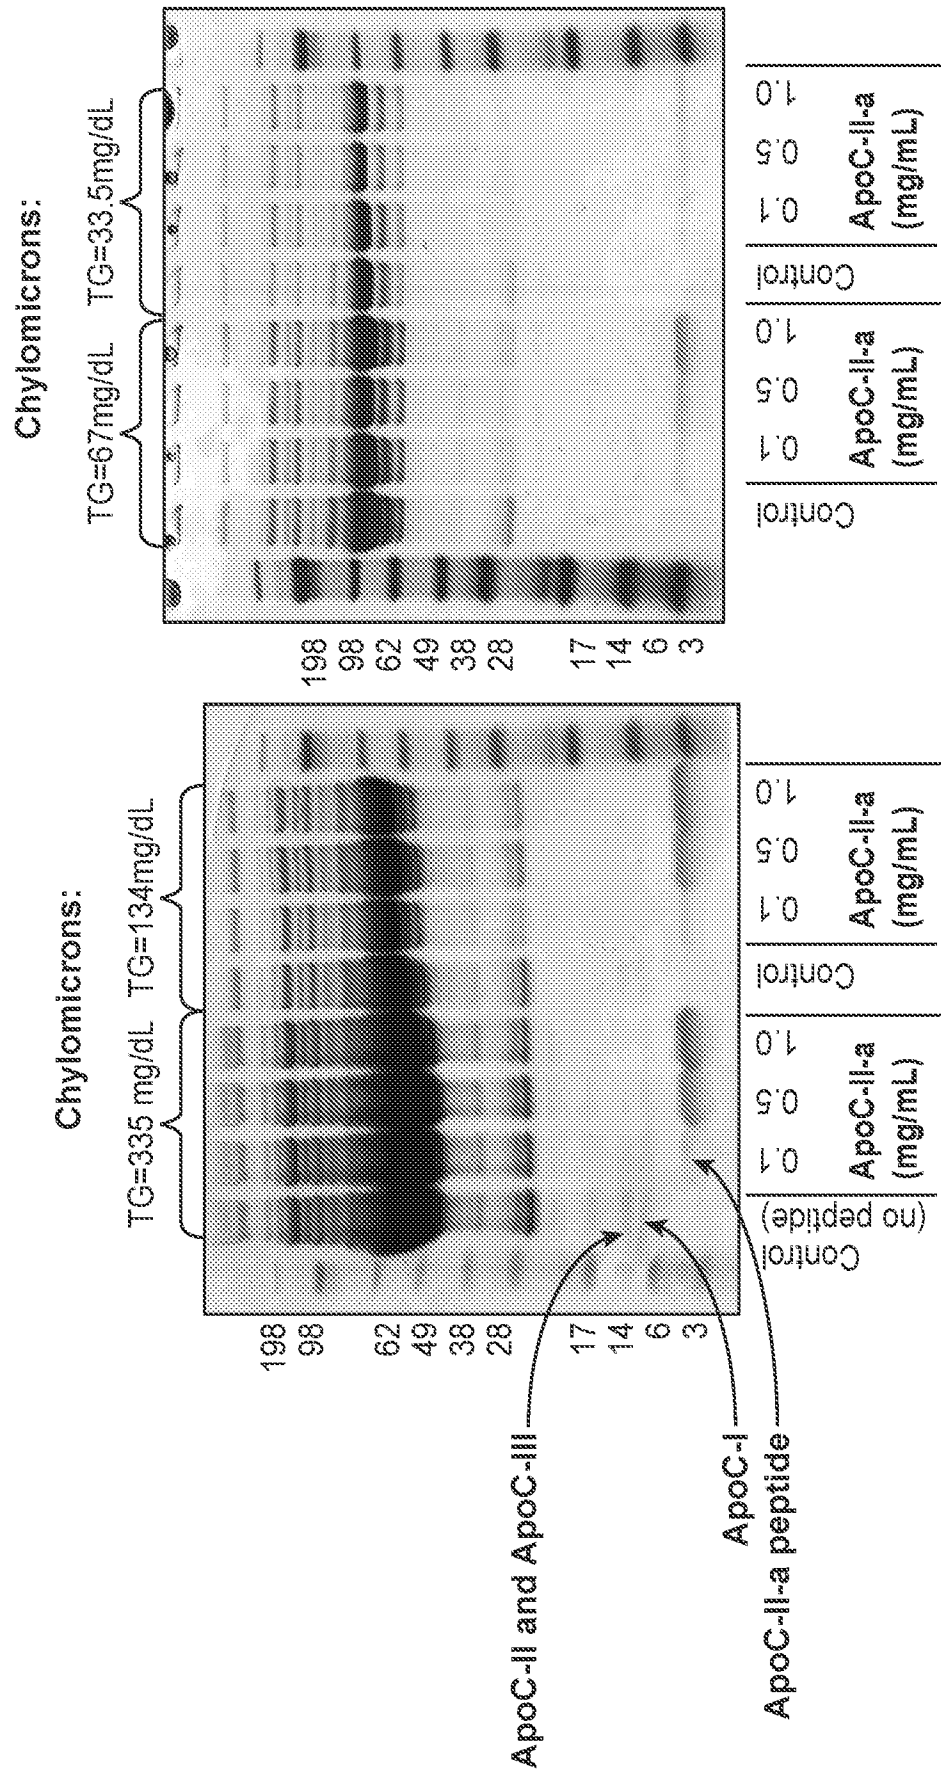 Chylomicrons:
TG=335 mg/dL
TG=134mg/dL
198
98
62
49
38
28
17
14
6
3
ApoC-II and ApoC-III
ApoC-I
ApoC-II-a peptide
Control
(no peptide)
0.1
0.5
1.0
ApoC-II-a
(mg/mL)
Control
0.1
0.5
1.0
ApoC-II-a
(mg/mL)
Chylomicrons:
TG=67mg/dL
TG=33.5mg/dL
198
98
62
49
38
28
17
14
6
3
Control
0.1
0.5
1.0
ApoC-II-a
(mg/mL)
Control
0.1
0.5
1.0
ApoC-II-a
(mg/mL)